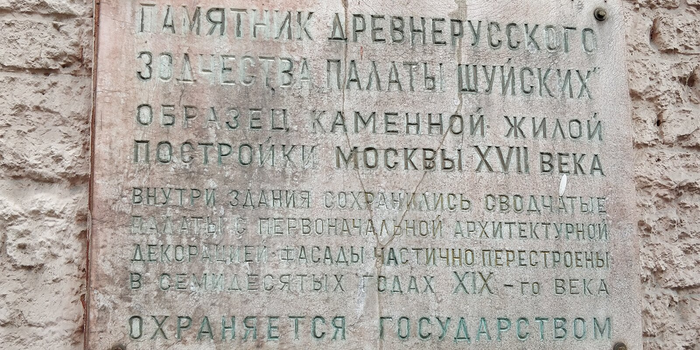 ПАМЯТНИК ДРЕВНЕРУССКОГО
ЗОДЧЕСТВА ПАЛАТЫ ШУЙСКИХ
ОБРАЗЕЦ КАМЕННОЙ ЖИЛОЙ
ПОСТРОЙКИ МОСКВЫ XVII ВЕКА
ВНУТРИ ЗДАНИЯ СОХРАНИЛИСЬ СВОДЧАТЫЕ
ПАЛАТЫ С ПЕРВОНАЧАЛЬНОЙ АРХИТЕКТУРНОЙ
ДЕКОРАЦИЕЙ ФАСАДЫ ЧАСТИЧНО ПЕРЕСТРОЕНЫ
В СЕМИДЕСЯТЫХ ГОДАХ XIX-го ВЕКА
ОХРАНЯЕТСЯ ГОСУДАРСТВОМ